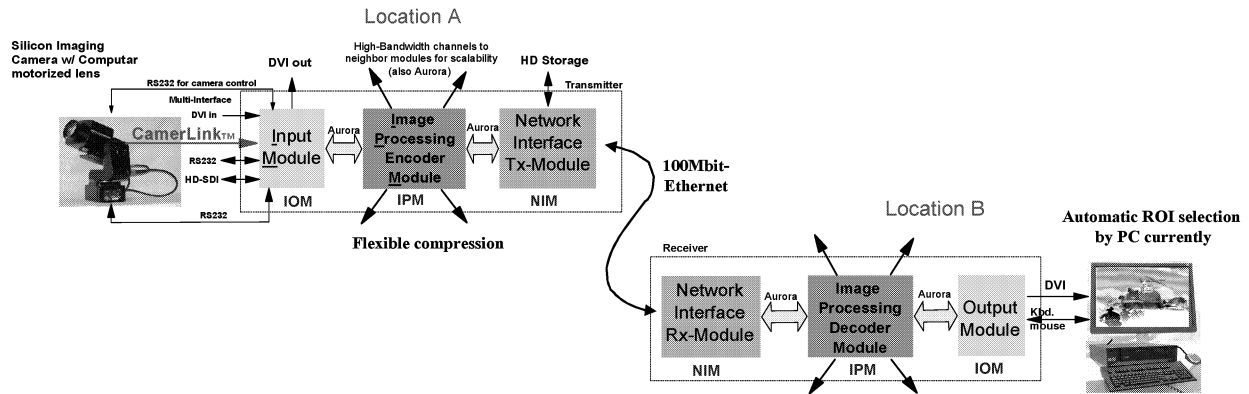 Location A
Silicon Imaging
Camera w/ Computar
motorized lens
DVI out
High-Bandwidth channels to
neighbor modules for scalability
(also Aurora)
HD Storage
RS232 for camera control
Transmitter
Multi-Interface
DVI in
CamerLink™
RS232
HD-SDI
RS232
Input
Module
IOM
Aurora
Image
Processing
Encoder
Module
IPM
Aurora
Network
Interface
Tx-Module
NIM
Flexible compression
100Mbit-
Ethernet
Location B
Automatic ROI selection
by PC currently
Receiver
Network
Interface
Rx-Module
NIM
Aurora
Image
Processing
Decoder
Module
IPM
Aurora
Output
Module
IOM
DVI
Kbd.
mouse